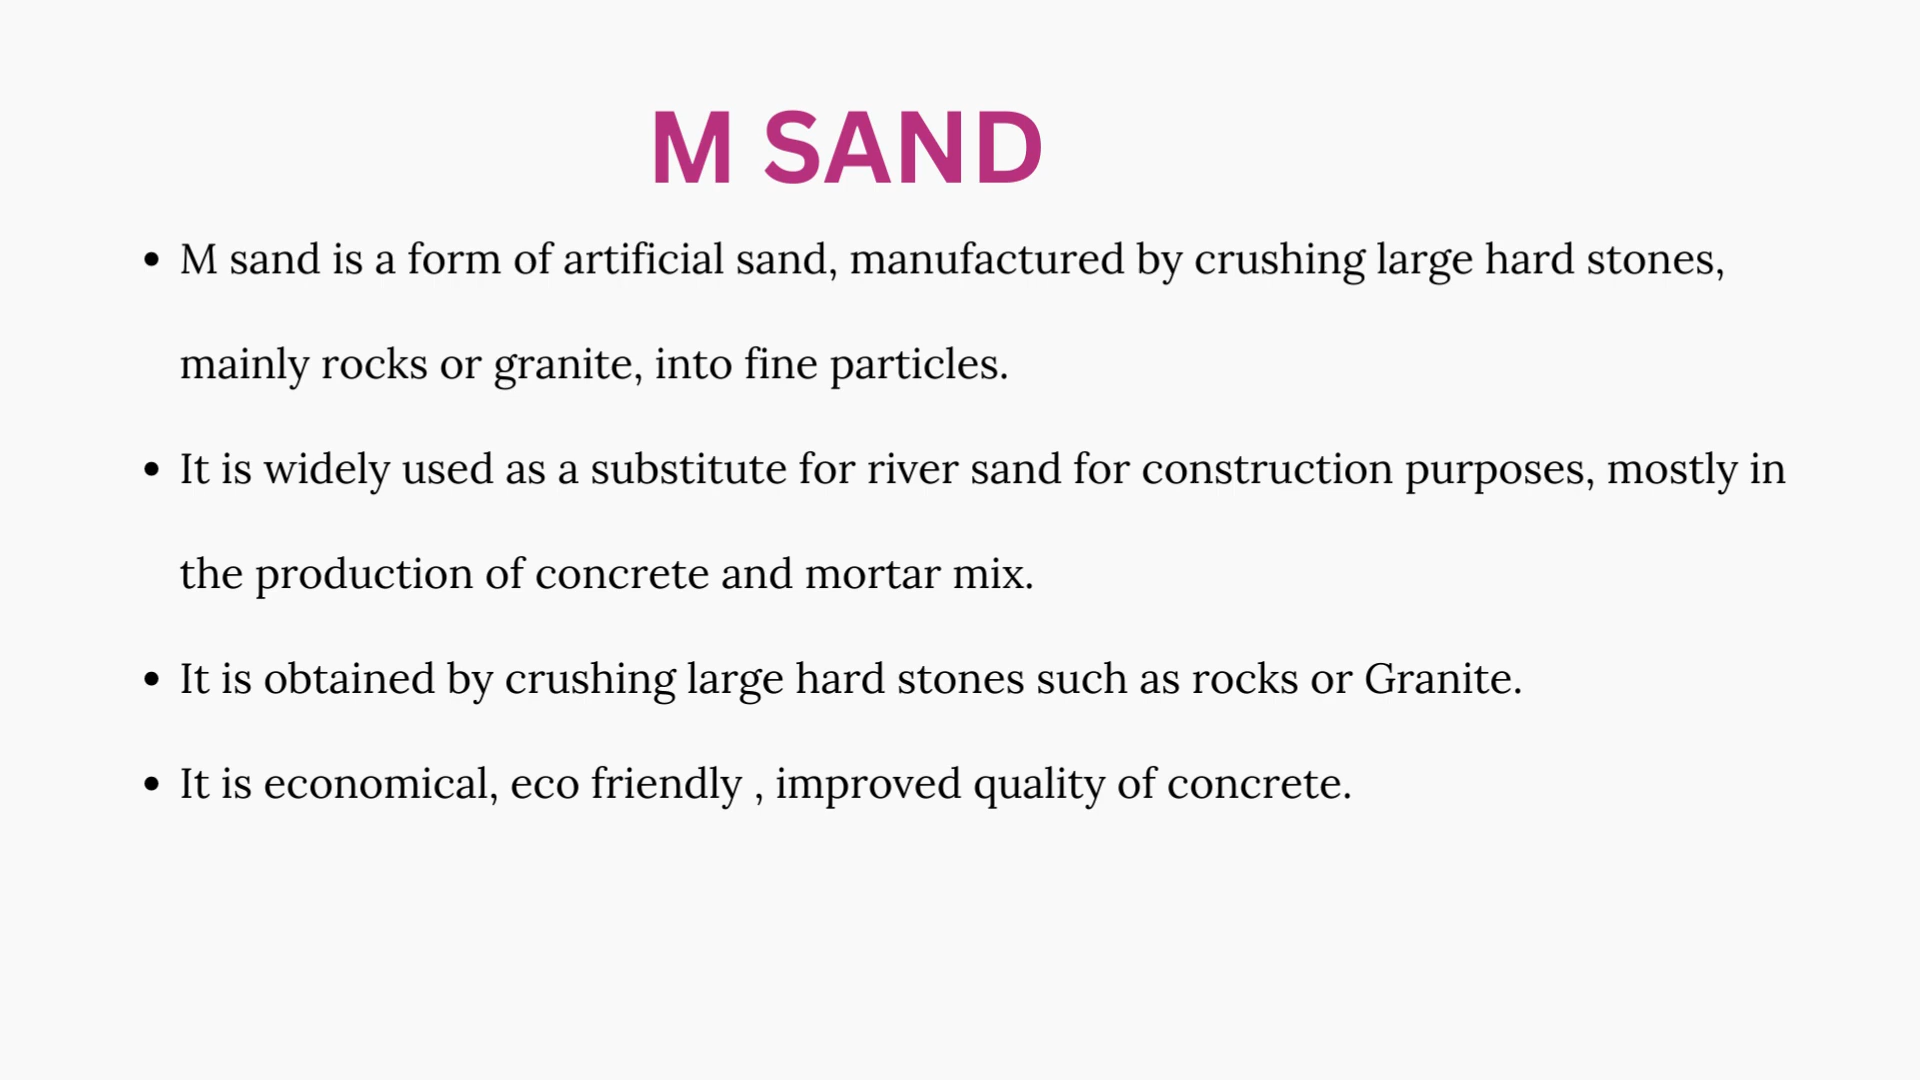 M SAND
• M sand is a form of artificial sand, manufactured by crushing large hard stones,
mainly rocks or granite, into fine particles.
• It is widely used as a substitute for river sand for construction purposes, mostly in
the production of concrete and mortar mix.
• It is obtained by crushing large hard stones such as rocks or Granite.
• It is economical, eco friendly , improved quality of concrete.